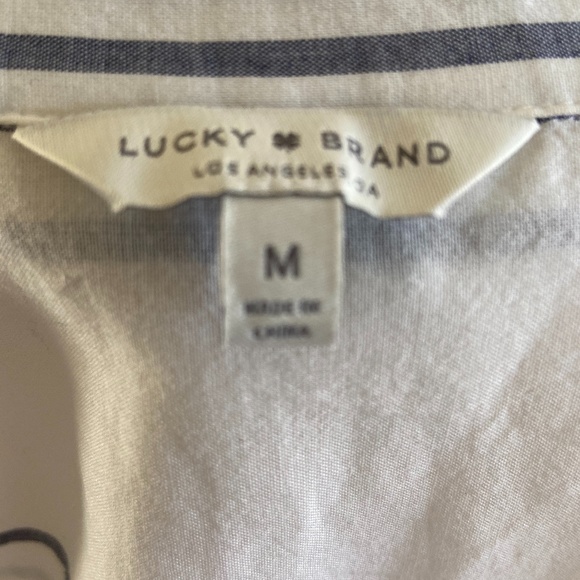 LUCKY BRAND
LOS ANGELES CA
M
MADE IN
CHINA